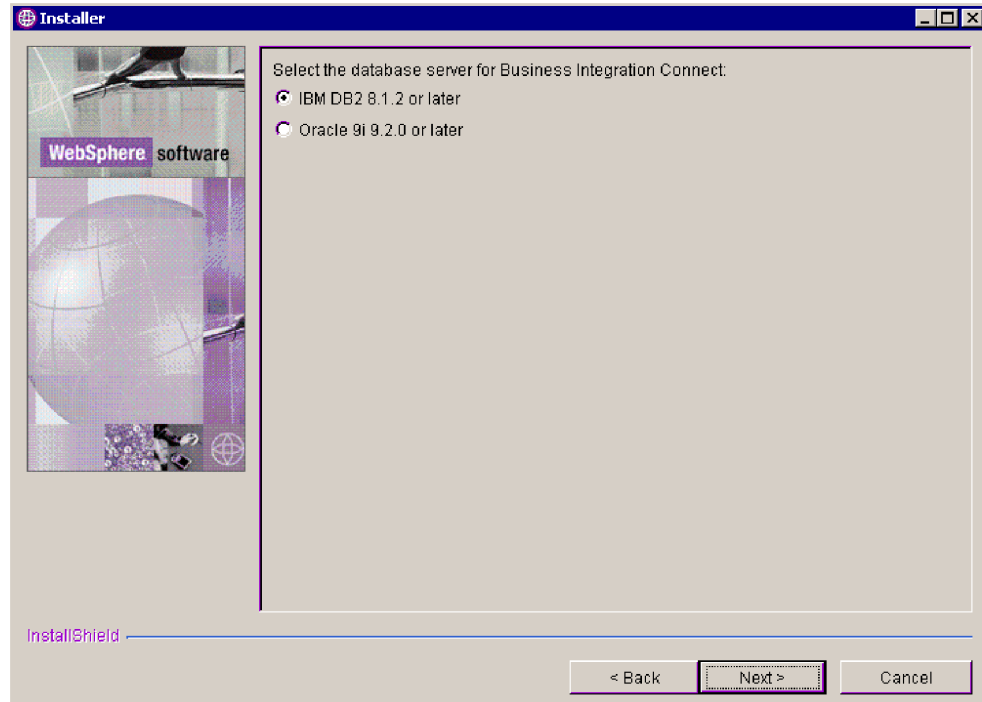 Installer
Select the database server for Business Integration Connect:
IBM DB2 8.1.2 or later
Oracle 9i 9.2.0 or later
WebSphere software
InstallShield
< Back
Next >
Cancel